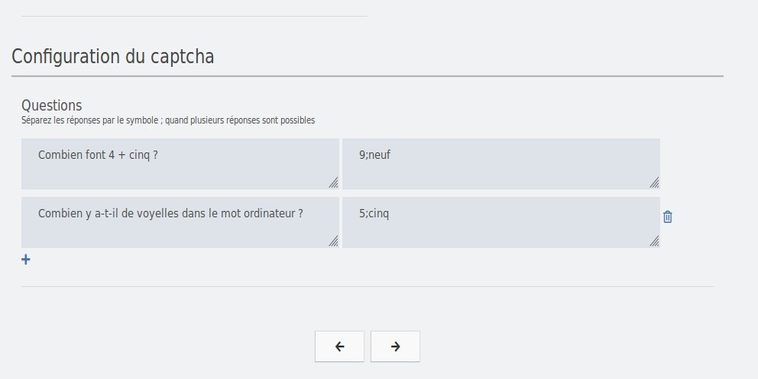 Configuration du captcha
Questions
Séparez les réponses par le symbole ; quand plusieurs réponses sont possibles
Combien font 4 + cinq ?
9;neuf
Combien y a-t-il de voyelles dans le mot ordinateur ?
5;cinq